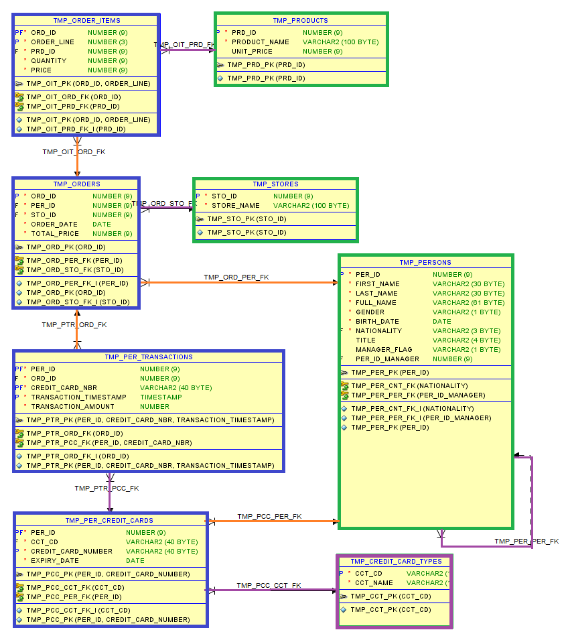 TMP_ORDER_ITEMS
PF* ORD_ID NUMBER (9)
P * ORDER_LINE NUMBER (3)
F * PRD_ID NUMBER (9)
* QUANTITY NUMBER (9)
* PRICE NUMBER (9)
TMP_OIT_PK (ORD_ID, ORDER_LINE)
TMP_OIT_ORD_FK (ORD_ID)
TMP_OIT_PRD_FK (PRD_ID)
TMP_OIT_PK (ORD_ID, ORDER_LINE)
TMP_OIT_PRD_FK_I (PRD_ID)
TMP_OIT_PRD_FK
TMP_PRODUCTS
P * PRD_ID NUMBER (9)
* PRODUCT_NAME VARCHAR2 (100 BYTE)
UNIT_PRICE NUMBER (9)
TMP_PRD_PK (PRD_ID)
TMP_PRD_PK (PRD_ID)
TMP_OIT_ORD_FK
TMP_ORDERS
P * ORD_ID NUMBER (9)
F * PER_ID NUMBER (9)
F * STO_ID NUMBER (9)
* ORDER_DATE DATE
* TOTAL_PRICE NUMBER (9)
TMP_ORD_PK (ORD_ID)
TMP_ORD_PER_FK (PER_ID)
TMP_ORD_STO_FK (STO_ID)
TMP_ORD_PER_FK_I (PER_ID)
TMP_ORD_PK (ORD_ID)
TMP_ORD_STO_FK_I (STO_ID)
TMP_ORD_STO_FK
TMP_STORES
P * STO_ID NUMBER (9)
* STORE_NAME VARCHAR2 (100 BYTE)
TMP_STO_PK (STO_ID)
TMP_STO_PK (STO_ID)
TMP_ORD_PER_FK
TMP_PERSONS
P * PER_ID NUMBER (9)
* FIRST_NAME VARCHAR2 (30 BYTE)
* LAST_NAME VARCHAR2 (30 BYTE)
* FULL_NAME VARCHAR2 (61 BYTE)
* GENDER VARCHAR2 (1 BYTE)
* BIRTH_DATE DATE
F * NATIONALITY VARCHAR2 (3 BYTE)
TITLE VARCHAR2 (4 BYTE)
MANAGER_FLAG VARCHAR2 (1 BYTE)
F PER_ID_MANAGER NUMBER (9)
TMP_PER_PK (PER_ID)
TMP_PER_CNT_FK (NATIONALITY)
TMP_PER_PER_FK (PER_ID_MANAGER)
TMP_PER_CNT_FK_I (NATIONALITY)
TMP_PER_PER_FK_I (PER_ID_MANAGER)
TMP_PER_PK (PER_ID)
TMP_PER_PER_FK
TMP_PTR_ORD_FK
TMP_PER_TRANSACTIONS
PF* PER_ID NUMBER (9)
F * ORD_ID NUMBER (9)
PF* CREDIT_CARD_NBR VARCHAR2 (40 BYTE)
P * TRANSACTION_TIMESTAMP TIMESTAMP
* TRANSACTION_AMOUNT NUMBER
TMP_PTR_PK (PER_ID, CREDIT_CARD_NBR, TRANSACTION_TIMESTAMP)
TMP_PTR_ORD_FK (ORD_ID)
TMP_PTR_PCC_FK (PER_ID, CREDIT_CARD_NBR)
TMP_PTR_ORD_FK_I (ORD_ID)
TMP_PTR_PK (PER_ID, CREDIT_CARD_NBR, TRANSACTION_TIMESTAMP)
TMP_PTR_PCC_FK
TMP_PER_CREDIT_CARDS
PF* PER_ID NUMBER (9)
F * CCT_CD VARCHAR2 (40 BYTE)
P * CREDIT_CARD_NUMBER VARCHAR2 (40 BYTE)
* EXPIRY_DATE DATE
TMP_PCC_PK (PER_ID, CREDIT_CARD_NUMBER)
TMP_PCC_CCT_FK (CCT_CD)
TMP_PCC_PER_FK (PER_ID)
TMP_PCC_CCT_FK_I (CCT_CD)
TMP_PCC_PK (PER_ID, CREDIT_CARD_NUMBER)
TMP_PCC_PER_FK
TMP_PCC_CCT_FK
TMP_CREDIT_CARD_TYPES
P * CCT_CD VARCHAR2 (
* CCT_NAME VARCHAR2 (
TMP_CCT_PK (CCT_CD)
TMP_CCT_PK (CCT_CD)